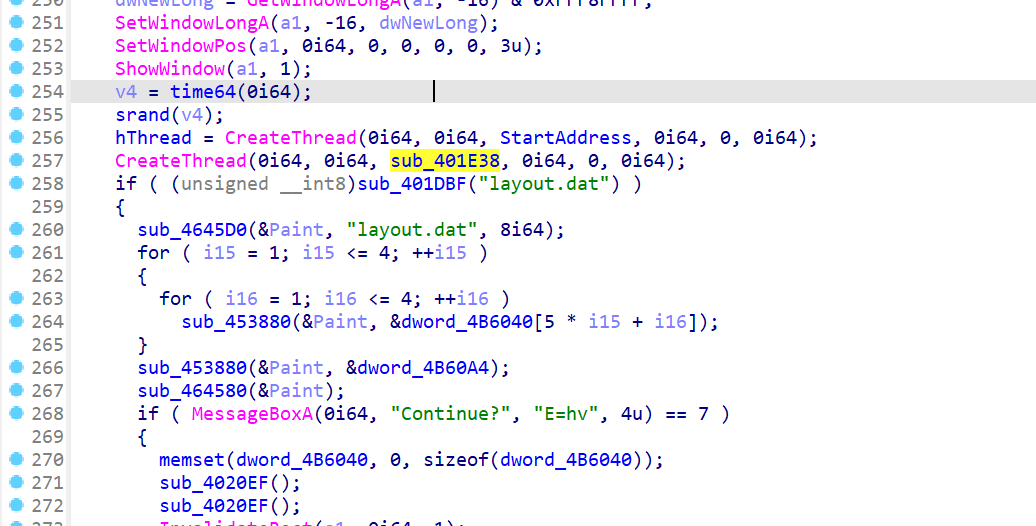 250 dwNewLong = GetWindowLongA(a1, -16) & 0xFFF8FFFF;
251 SetWindowLongA(a1, -16, dwNewLong);
252 SetWindowPos(a1, 0i64, 0, 0, 0, 0, 3u);
253 ShowWindow(a1, 1);
254 v4 = time64(0i64);
255 srand(v4);
256 hThread = CreateThread(0i64, 0i64, StartAddress, 0i64, 0, 0i64);
257 CreateThread(0i64, 0i64, sub_401E38, 0i64, 0, 0i64);
258 if ( (unsigned __int8)sub_401DBF("layout.dat") )
259 {
260 sub_4645D0(&Paint, "layout.dat", 8i64);
261 for ( i15 = 1; i15 <= 4; ++i15 )
262 {
263 for ( i16 = 1; i16 <= 4; ++i16 )
264 sub_453880(&Paint, &dword_4B6040[5 * i15 + i16]);
265 }
266 sub_453880(&Paint, &dword_4B60A4);
267 sub_464580(&Paint);
268 if ( MessageBoxA(0i64, "Continue?", "E=hv", 4u) == 7 )
269 {
270 memset(dword_4B6040, 0, sizeof(dword_4B6040));
271 sub_4020EF();
272 sub_4020EF();
273 InvalidateRect(a1, 0i64, 1);